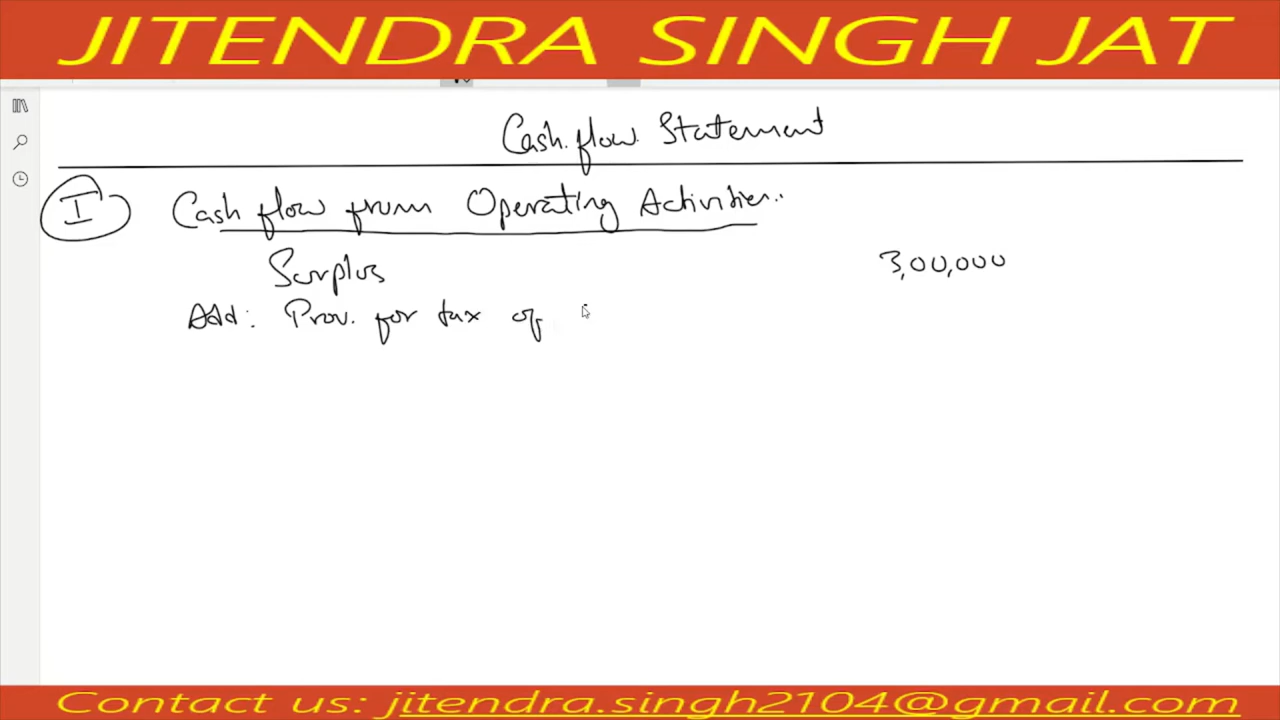 JITENDRA SINGH JAT
Cash flow Statement
I Cash flow from Operating Activities.
Surplus 3,00,000
Add: Prov. for tax of
Contact us: jitendra.singh2104@gmail.com